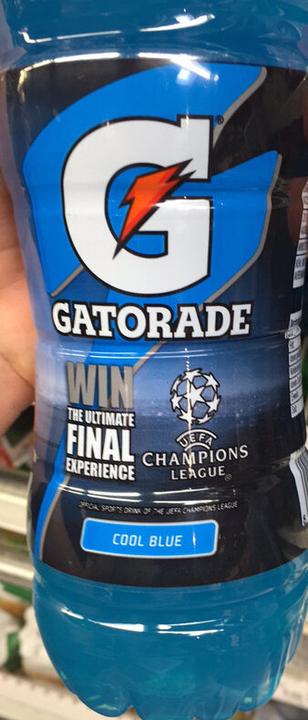 G
GATORADE
WIN
THE ULTIMATE
FINAL
EXPERIENCE
UEFA
CHAMPIONS
LEAGUE
OFFICIAL SPORTS DRINK OF THE UEFA CHAMPIONS LEAGUE
COOL BLUE